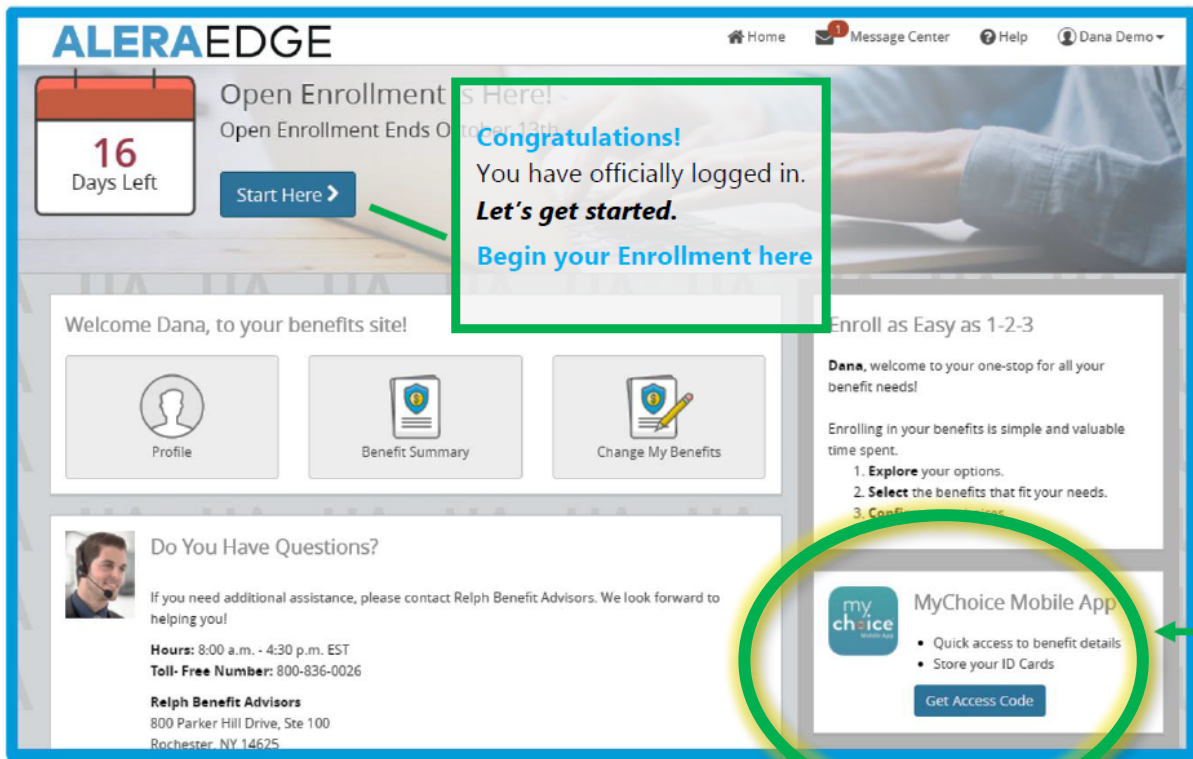 ALERAEDGE
Home
1
Message Center
Help
Dana Demo
16
Days Left
Open Enrollment is Here!
Open Enrollment Ends October 13th
Start Here
Congratulations!
You have officially logged in.
Let's get started.
Begin your Enrollment here
Welcome Dana, to your benefits site!
Profile
Benefit Summary
Change My Benefits
Do You Have Questions?
If you need additional assistance, please contact Relph Benefit Advisors. We look forward to
helping you!
Hours: 8:00 a.m. - 4:30 p.m. EST
Toll- Free Number: 800-836-0026
Relph Benefit Advisors
800 Parker Hill Drive, Ste 100
Rochester, NY 14625
Enroll as Easy as 1-2-3
Dana, welcome to your one-stop for all your
benefit needs!
Enrolling in your benefits is simple and valuable
time spent.
1. Explore your options.
2. Select the benefits that fit your needs.
3.
my
choice
Mobile App
MyChoice Mobile App
• Quick access to benefit details
• Store your ID Cards
Get Access Code